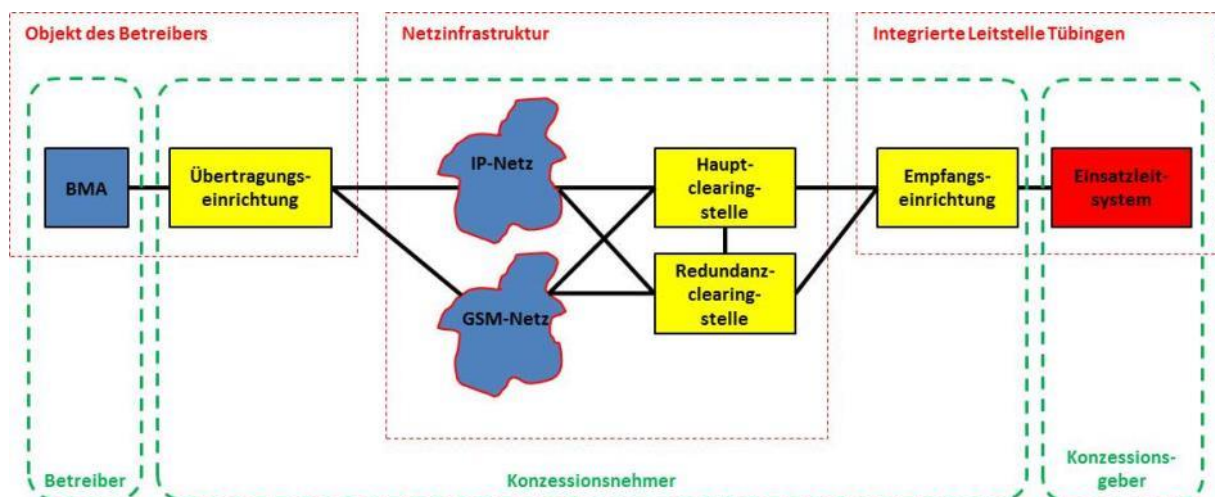 Objekt des Betreibers
Netzinfrastruktur
Integrierte Leitstelle Tübingen
BMA
Übertragungs-
einrichtung
IP-Netz
Haupt-
clearing-
stelle
Empfangs-
einrichtung
Einsatzleit-
system
GSM-Netz
Redundanz-
clearing-
stelle
Betreiber
Konzessionsnehmer
Konzessions-
geber